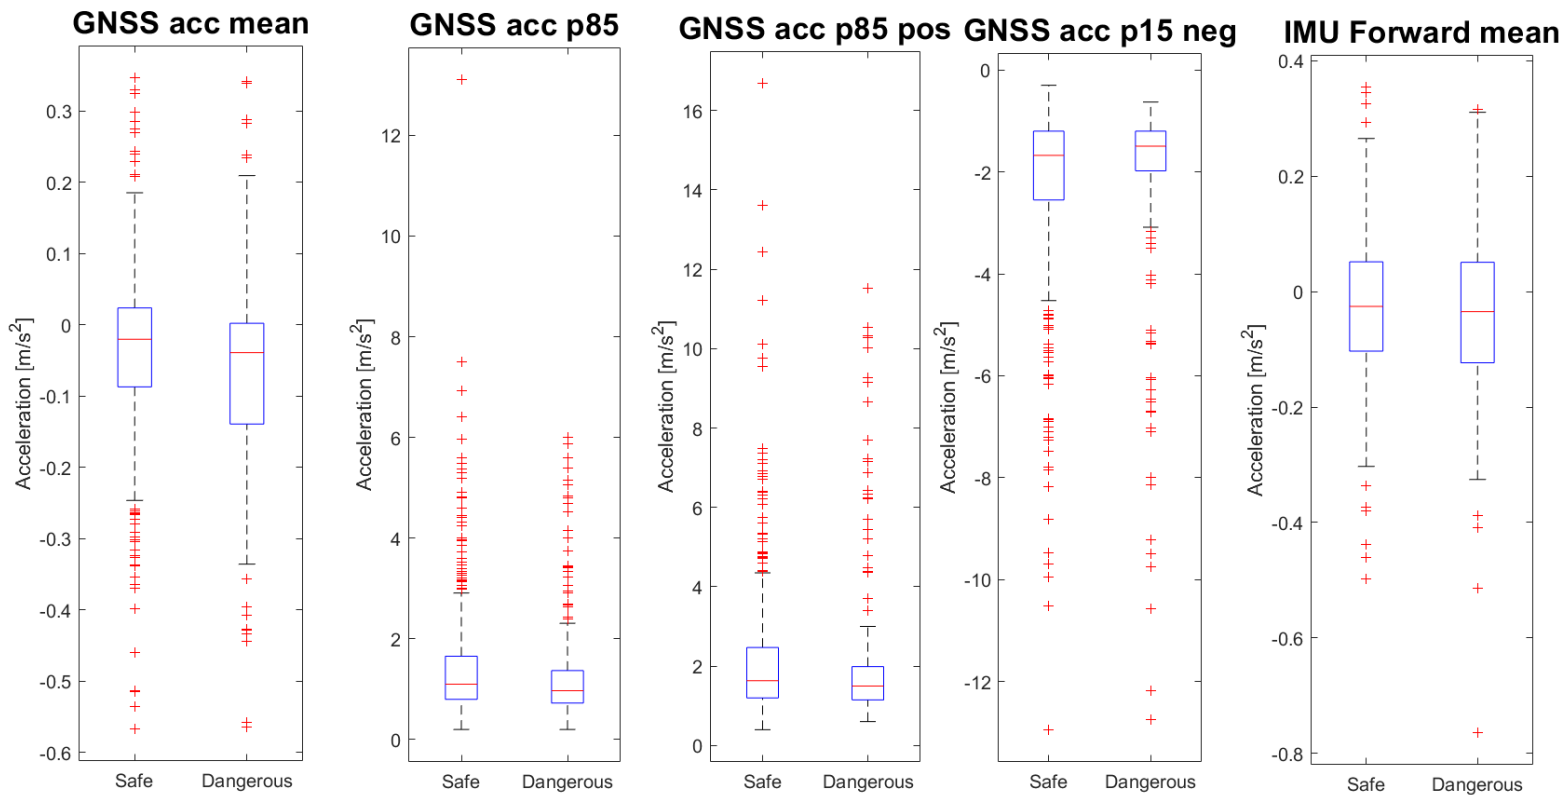 GNSS acc mean
Acceleration [m/s²]
0.3
0.2
0.1
0
-0.1
-0.2
-0.3
-0.4
-0.5
-0.6
Safe
Dangerous
GNSS acc p85
Acceleration [m/s²]
12
10
8
6
4
2
0
Safe
Dangerous
GNSS acc p85 pos
Acceleration [m/s²]
16
14
12
10
8
6
4
2
0
Safe
Dangerous
GNSS acc p15 neg
Acceleration [m/s²]
0
-2
-4
-6
-8
-10
-12
Safe
Dangerous
IMU Forward mean
Acceleration [m/s²]
0.4
0.2
0
-0.2
-0.4
-0.6
-0.8
Safe
Dangerous